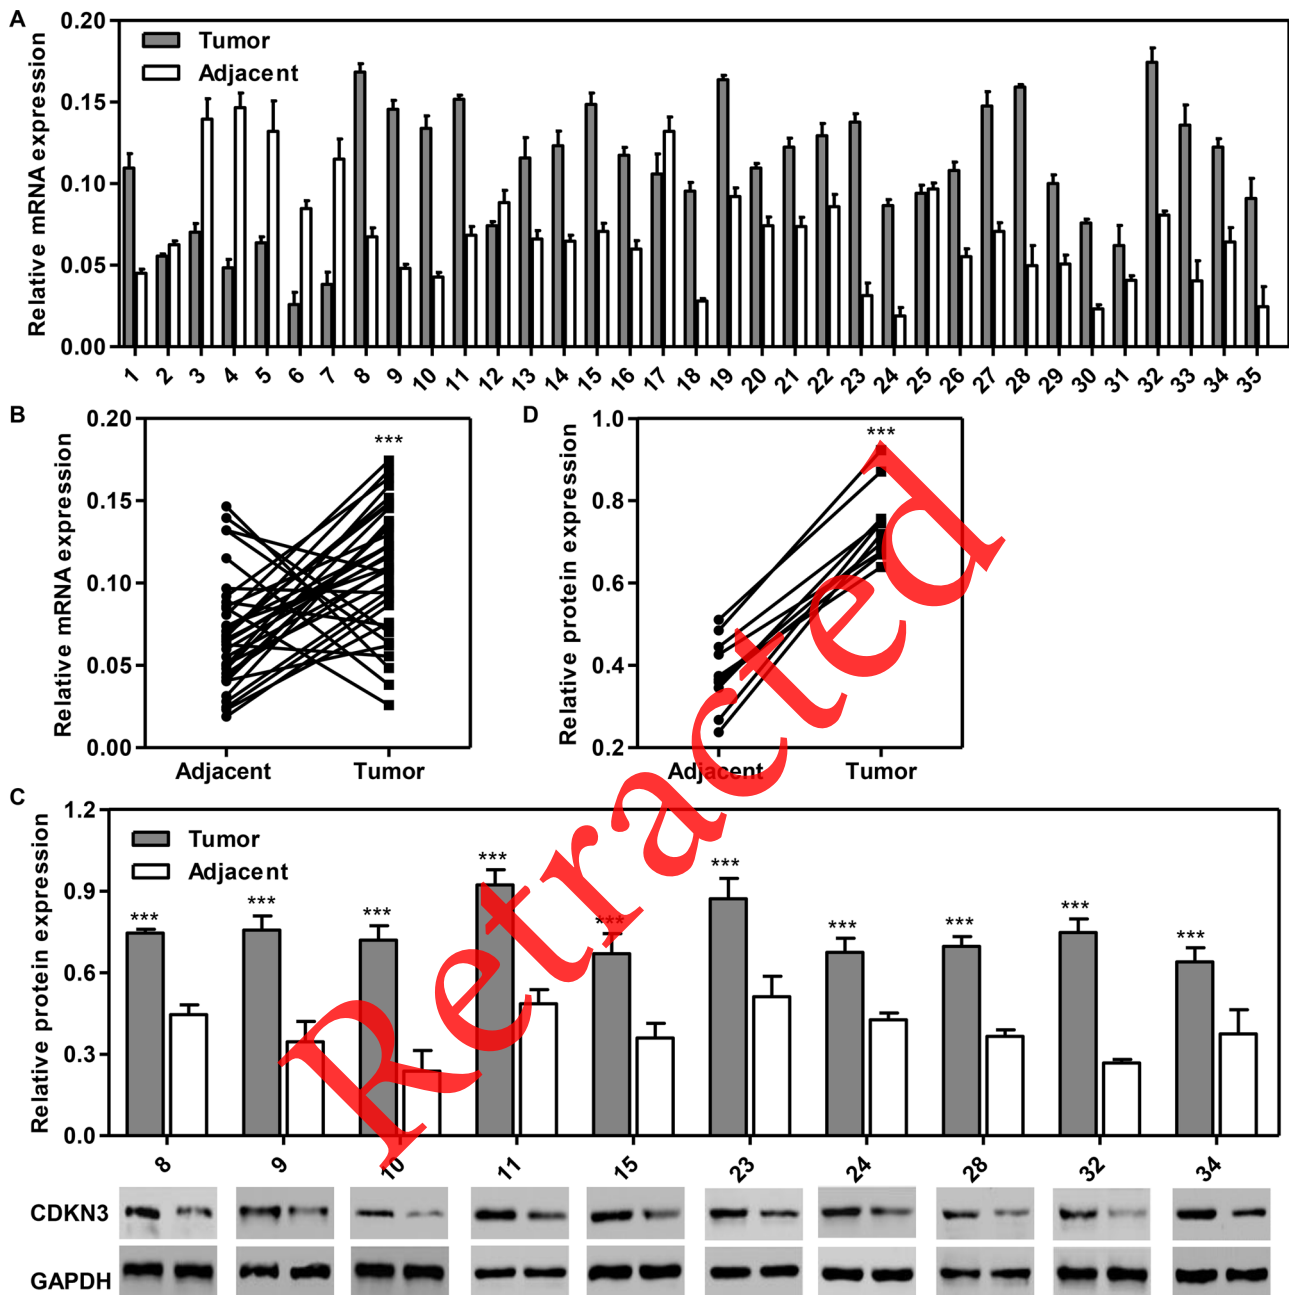 A
Relative mRNA expression
0.20
0.15
0.10
0.05
0.00
Tumor
Adjacent
1 2 3 4 5 6 7 8 9 10 11 12 13 14 15 16 17 18 19 20 21 22 23 24 25 26 27 28 29 30 31 32 33 34 35
B
Relative mRNA expression
0.20
0.15
0.10
0.05
0.00
***
Adjacent Tumor
D
Relative protein expression
1.0
0.8
0.6
0.4
0.2
***
Adjacent Tumor
C
Relative protein expression
1.2
0.9
0.6
0.3
0.0
Tumor
Adjacent
*** *** *** *** *** *** *** *** *** ***
8 9 10 11 15 23 24 28 32 34
CDKN3
GAPDH
Retracted